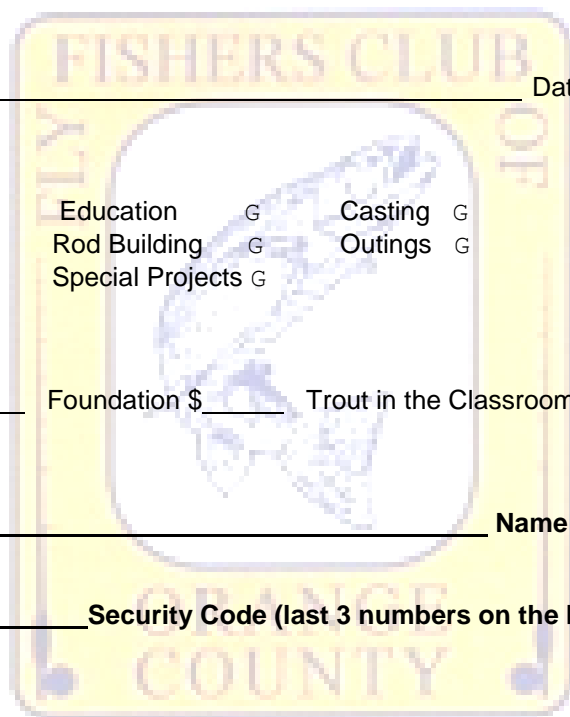 FISHERS CLUB
FLY
OF
Dat
Education G Casting G
Rod Building G Outings G
Special Projects G
Foundation $ Trout in the Classroom
Name
Security Code (last 3 numbers on the
ORANGE
COUNTY